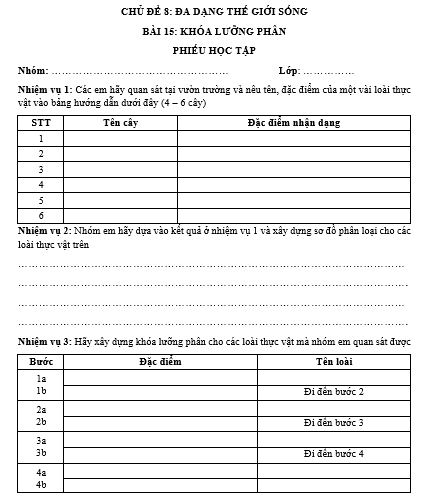 CHỦ ĐỀ 8: ĐA DẠNG THẾ GIỚI SỐNG
BÀI 15: KHÓA LƯỠNG PHÂN
PHIẾU HỌC TẬP
Nhóm: …………………………………………… Lớp: ……………
Nhiệm vụ 1: Các em hãy quan sát tại vườn trường và nêu tên, đặc điểm của một vài loài thực
vật vào bảng hướng dẫn dưới đây (4 – 6 cây)
STT Tên cây Đặc điểm nhận dạng
1
2
3
4
5
6
Nhiệm vụ 2: Nhóm em hãy dựa vào kết quả ở nhiệm vụ 1 và xây dựng sơ đồ phân loại cho các
loài thực vật trên
……………………………………………………………………………………………
……………………………………………………………………………………………
……………………………………………………………………………………………
……………………………………………………………………………………………
Nhiệm vụ 3: Hãy xây dựng khóa lưỡng phân cho các loài thực vật mà nhóm em quan sát được
Bước Đặc điểm Tên loài
1a
1b Đi đến bước 2
2a
2b Đi đến bước 3
3a
3b Đi đến bước 4
4a
4b